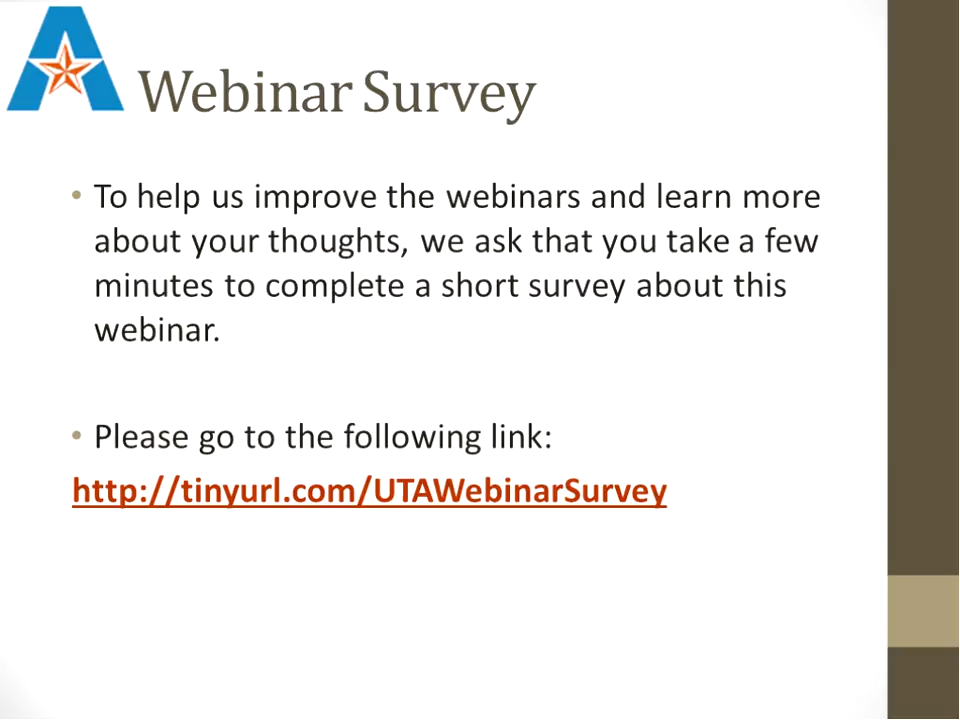 Webinar Survey
• To help us improve the webinars and learn more
about your thoughts, we ask that you take a few
minutes to complete a short survey about this
webinar.
• Please go to the following link:
http://tinyurl.com/UTAWebinarSurvey